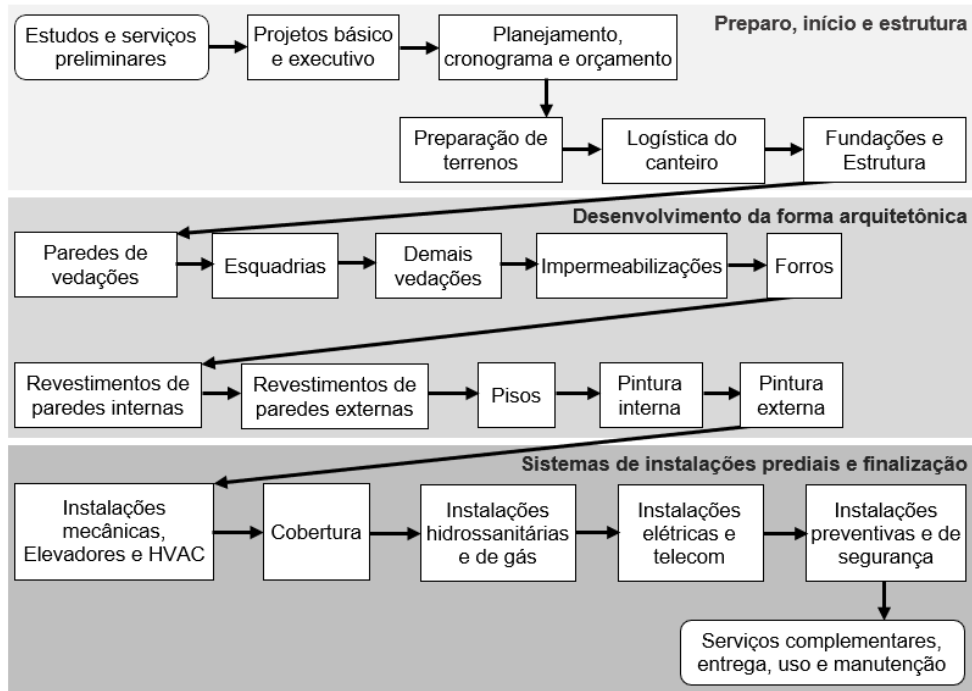 Preparo, início e estrutura
Estudos e serviços
preliminares
Projetos básico
e executivo
Planejamento,
cronograma e orçamento
Preparação de
terrenos
Logística do
canteiro
Fundações e
Estrutura
Desenvolvimento da forma arquitetônica
Paredes de
vedações
Esquadrias
Demais
vedações
Impermeabilizações
Forros
Revestimentos de
paredes internas
Revestimentos de
paredes externas
Pisos
Pintura
interna
Pintura
externa
Sistemas de instalações prediais e finalização
Instalações
mecânicas,
Elevadores e HVAC
Cobertura
Instalações
hidrossanitárias
e de gás
Instalações
elétricas e
telecom
Instalações
preventivas e de
segurança
Serviços complementares,
entrega, uso e manutenção